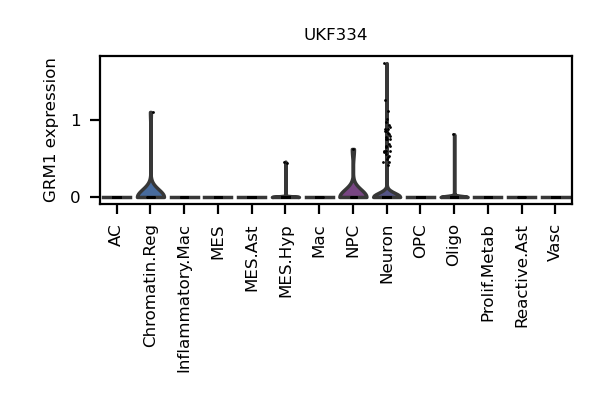 UKF334
GRM1 expression
1
0
AC
Chromatin.Reg
Inflammatory.Mac
MES
MES.Ast
MES.Hyp
Mac
NPC
Neuron
OPC
Oligo
Prolif.Metab
Reactive.Ast
Vasc